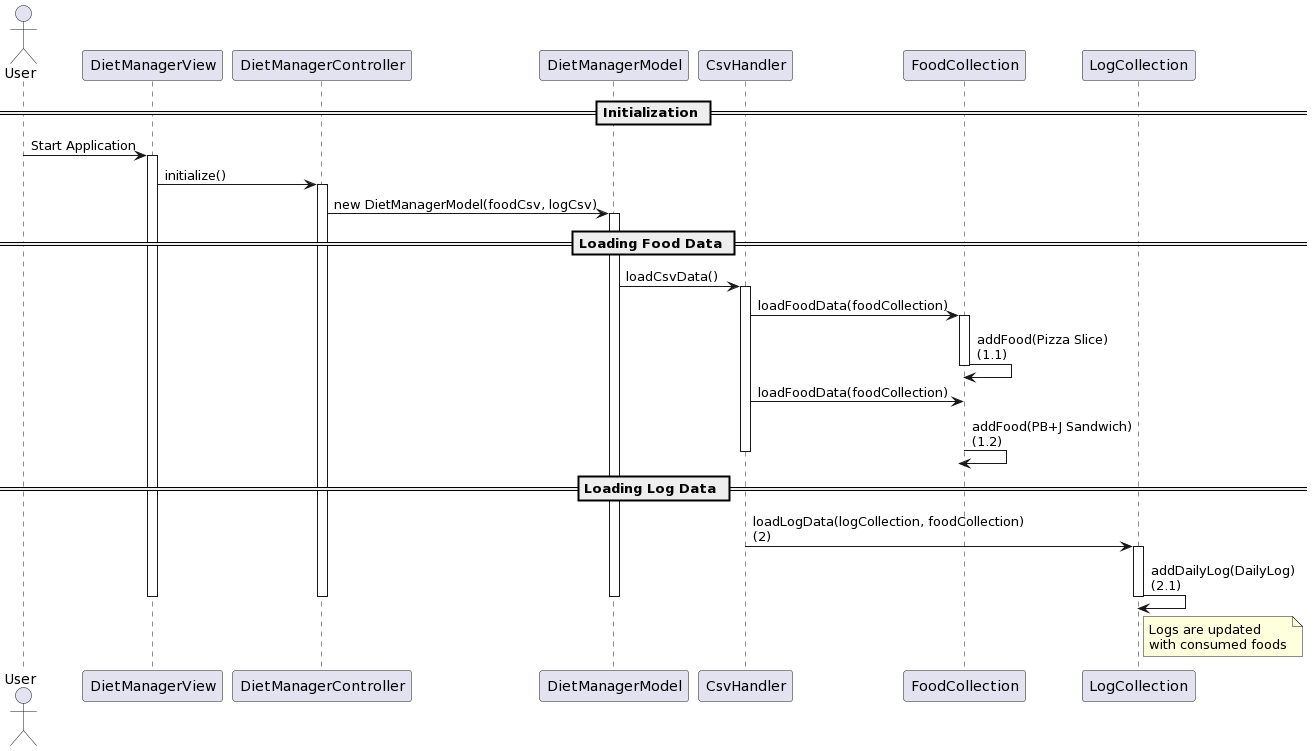 User
DietManagerView
DietManagerController
DietManagerModel
CsvHandler
FoodCollection
LogCollection
Initialization
Start Application
initialize()
new DietManagerModel(foodCsv, logCsv)
Loading Food Data
loadCsvData()
loadFoodData(foodCollection)
addFood(Pizza Slice)
(1.1)
loadFoodData(foodCollection)
addFood(PB+J Sandwich)
(1.2)
Loading Log Data
loadLogData(logCollection, foodCollection)
(2)
addDailyLog(DailyLog)
(2.1)
Logs are updated
with consumed foods
User
DietManagerView
DietManagerController
DietManagerModel
CsvHandler
FoodCollection
LogCollection